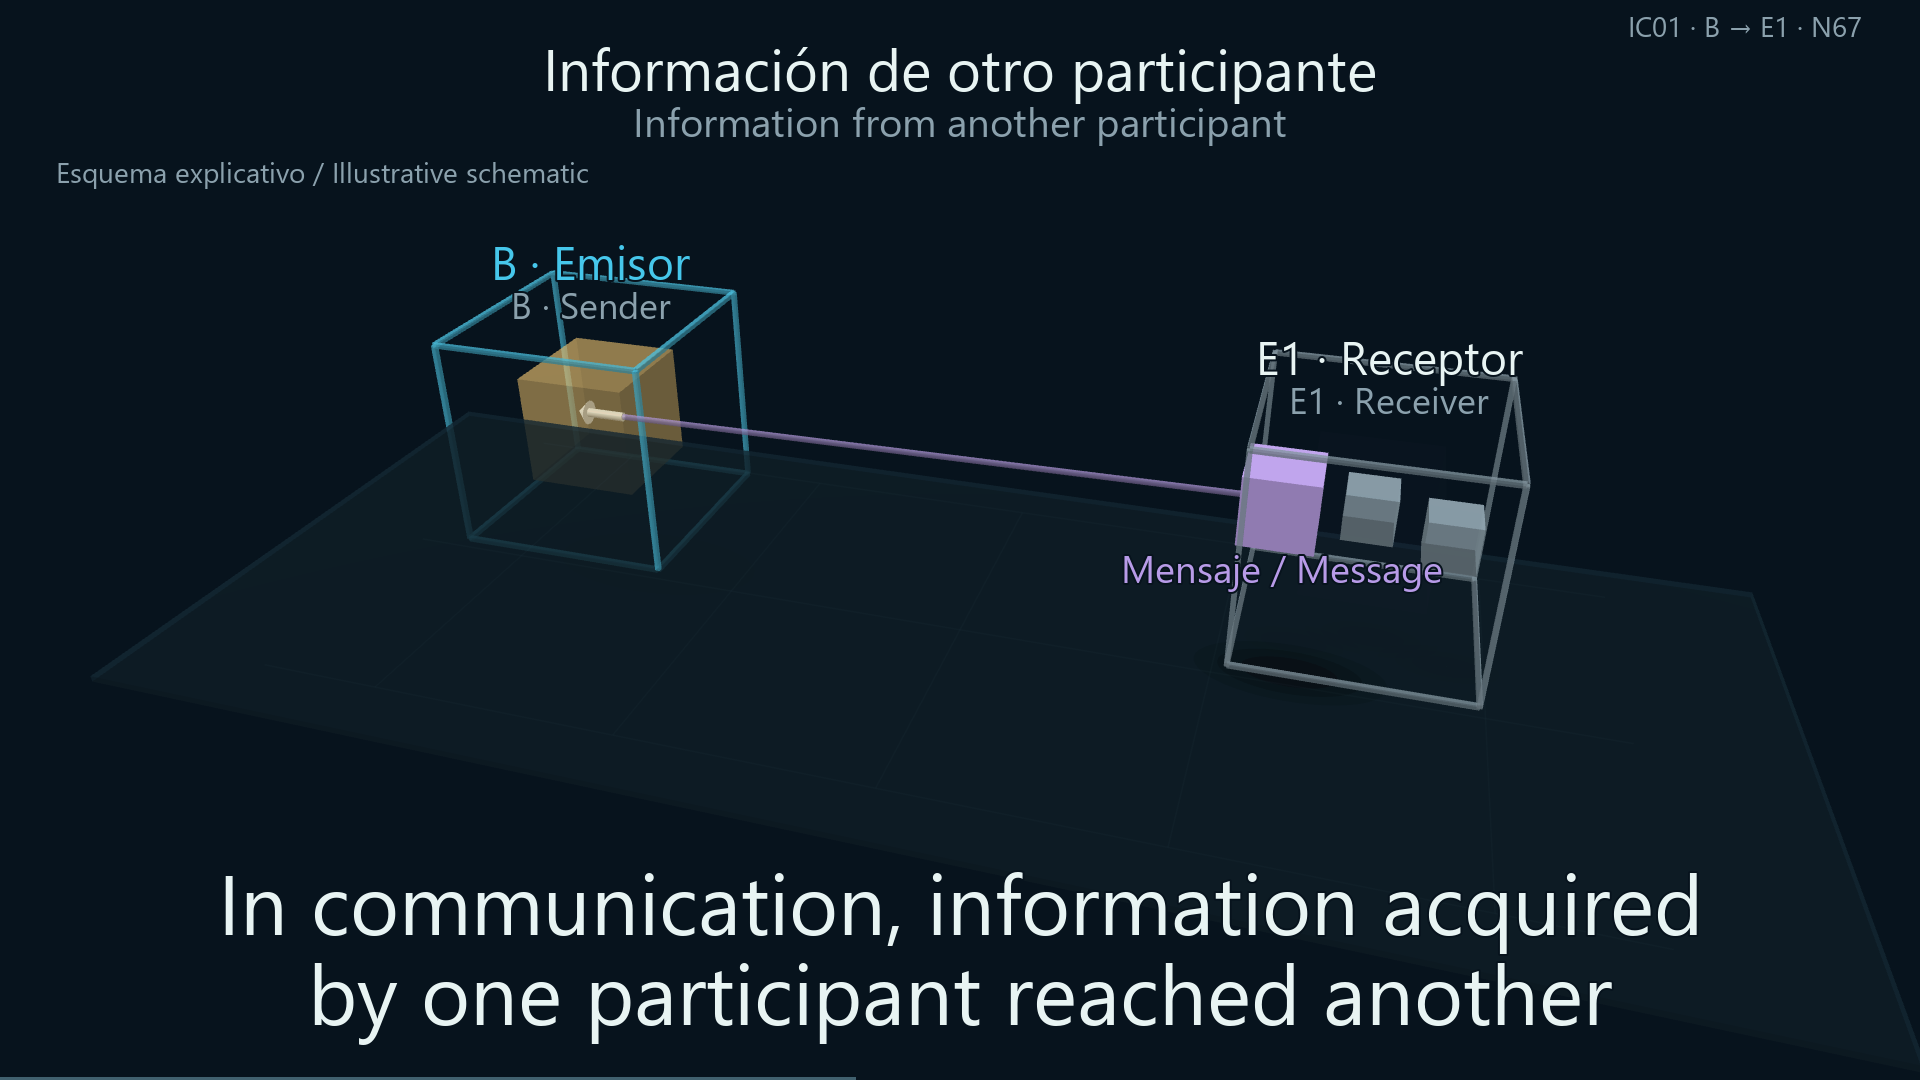 IC01 · B → E1 · N67
Información de otro participante
Information from another participant
Esquema explicativo / Illustrative schematic
B · Emisor
B · Sender
E1 · Receptor
E1 · Receiver
Mensaje / Message
In communication, information acquired
by one participant reached another